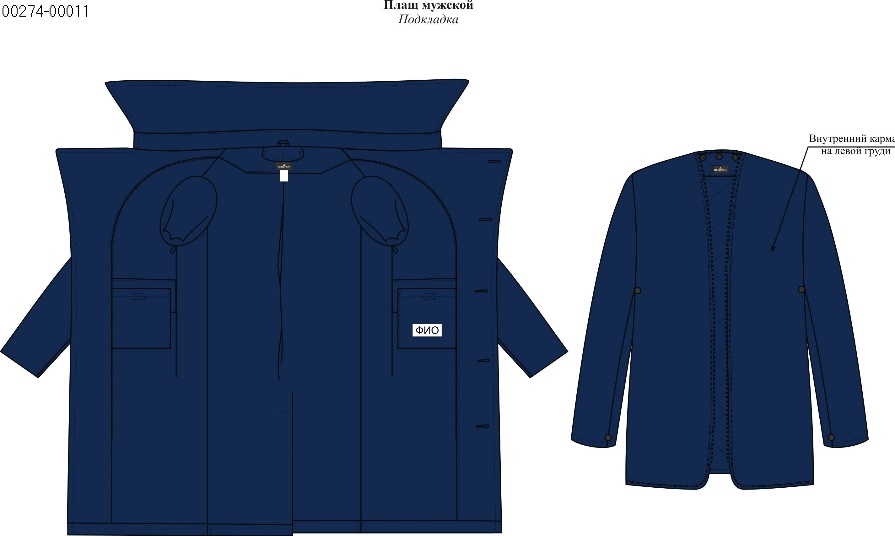 00274-00011
Плащ мужской
Подкладка
Внутренний карма
на левой груди
ФИО